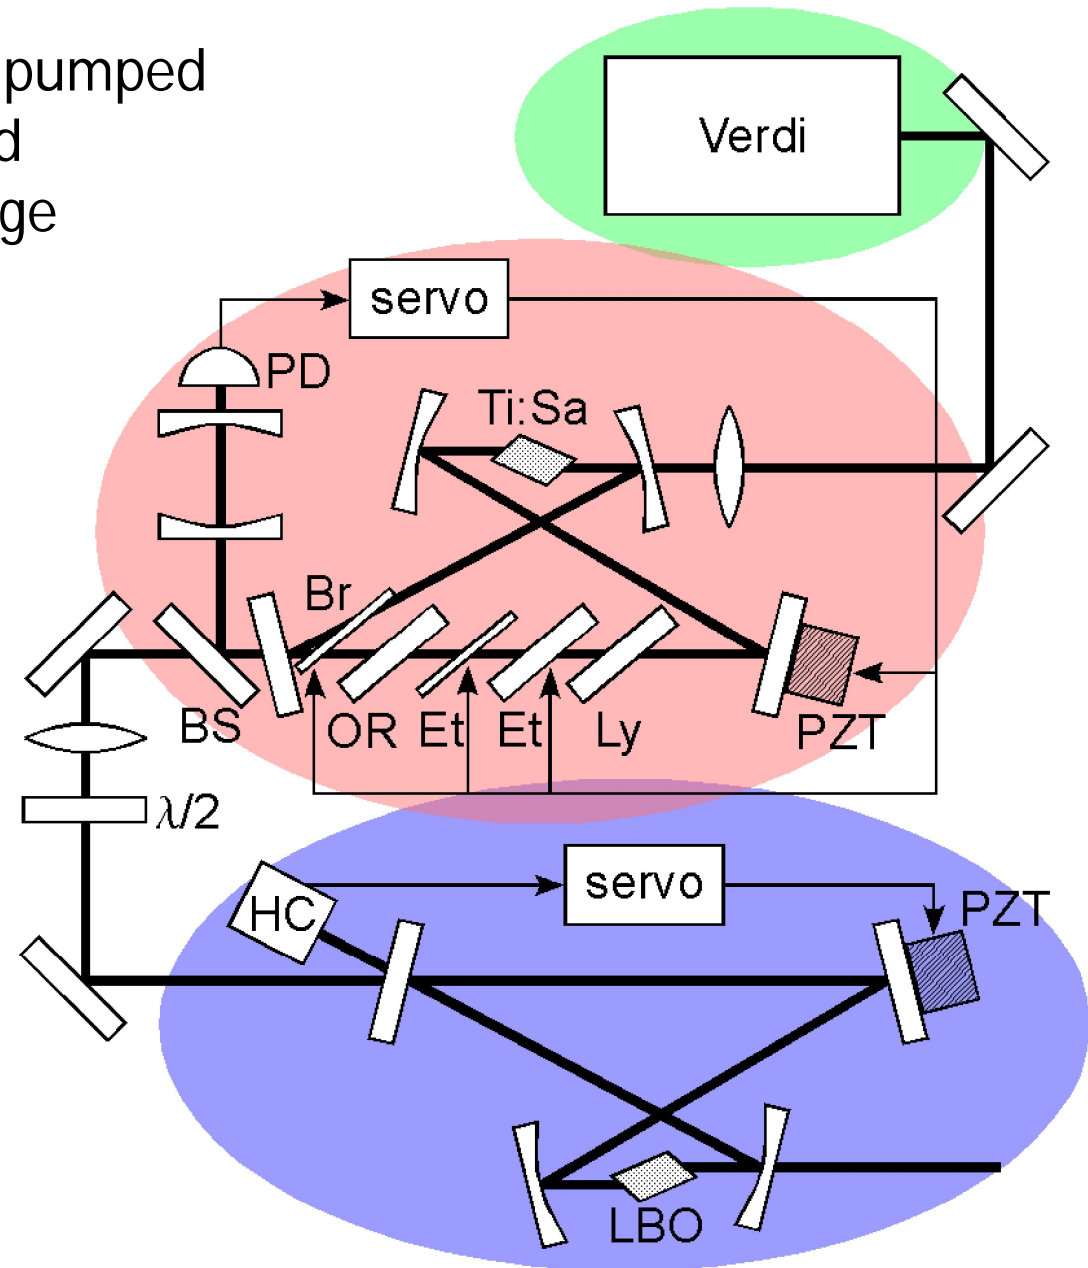 pumped
d
ge
Verdi
servo
PD
Ti:Sa
Br
BS
OR
Et
Et
Ly
PZT
λ/2
HC
servo
PZT
LBO